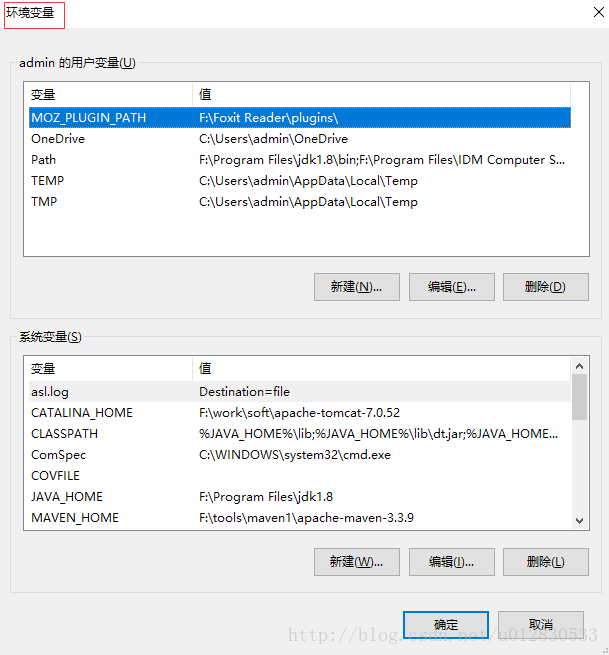 环境变量
admin 的用户变量(U)
变量 值
MOZ_PLUGIN_PATH F:\Foxit Reader\plugins\
OneDrive C:\Users\admin\OneDrive
Path F:\Program Files\jdk1.8\bin;F:\Program Files\IDM Computer S...
TEMP C:\Users\admin\AppData\Local\Temp
TMP C:\Users\admin\AppData\Local\Temp
新建(N)... 编辑(E)... 删除(D)
系统变量(S)
变量 值
asl.log Destination=file
CATALINA_HOME F:\work\soft\apache-tomcat-7.0.52
CLASSPATH %JAVA_HOME%\lib;%JAVA_HOME%\lib\dt.jar;%JAVA_HOME...
ComSpec C:\WINDOWS\system32\cmd.exe
COVFILE
JAVA_HOME F:\Program Files\jdk1.8
MAVEN_HOME F:\tools\maven1\apache-maven-3.3.9
新建(W)... 编辑(I)... 删除(L)
确定 取消
http://blog.csdn.net/u012830533